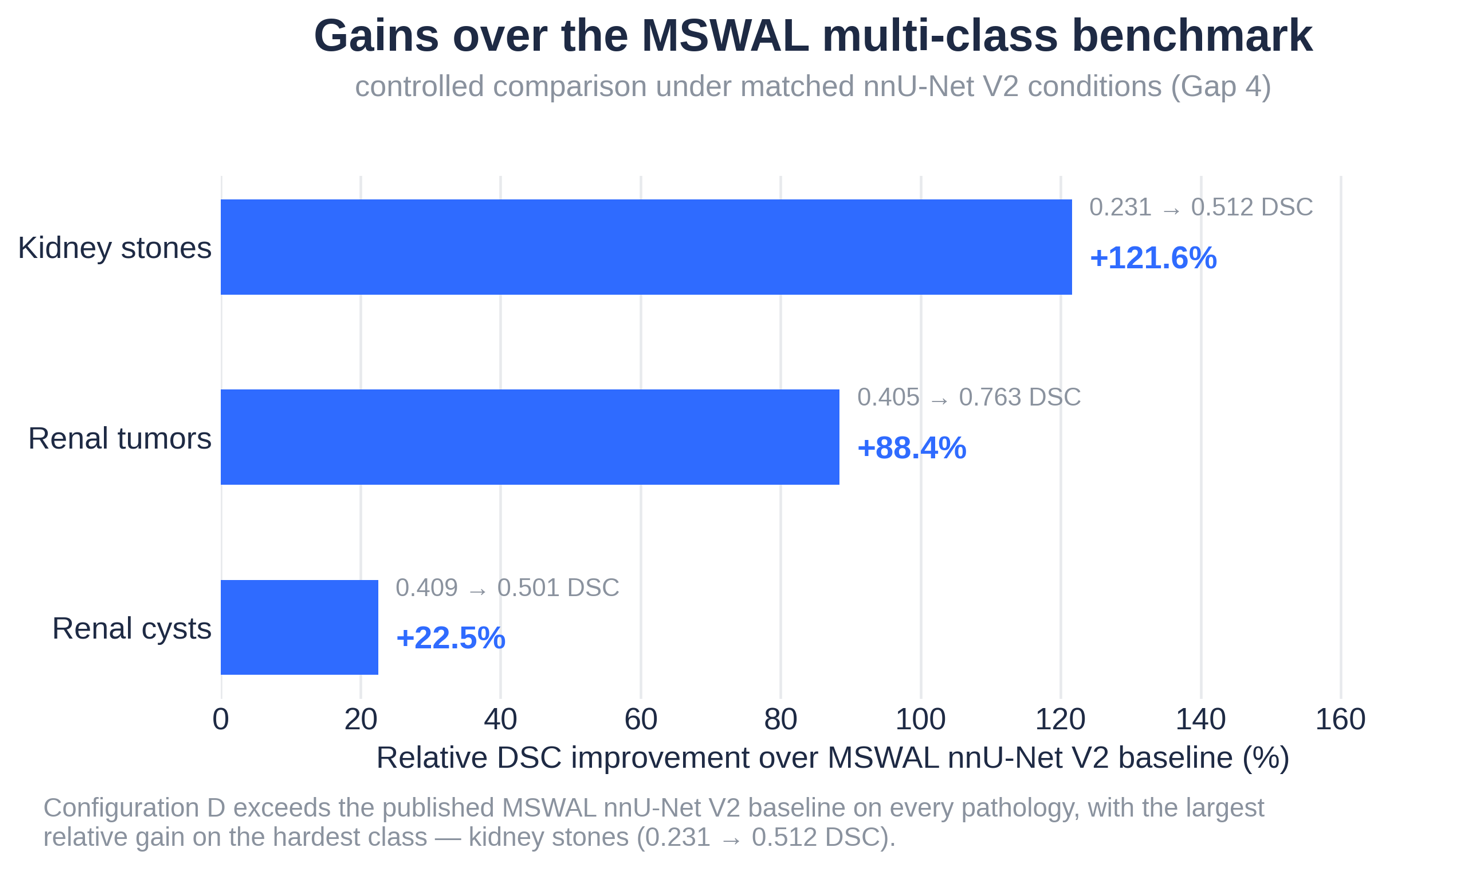 Gains over the MSWAL multi-class benchmark
controlled comparison under matched nnU-Net V2 conditions (Gap 4)
Kidney stones
0.231 → 0.512 DSC
+121.6%
Renal tumors
0.405 → 0.763 DSC
+88.4%
Renal cysts
0.409 → 0.501 DSC
+22.5%
0 20 40 60 80 100 120 140 160
Relative DSC improvement over MSWAL nnU-Net V2 baseline (%)
Configuration D exceeds the published MSWAL nnU-Net V2 baseline on every pathology, with the largest
relative gain on the hardest class — kidney stones (0.231 → 0.512 DSC).